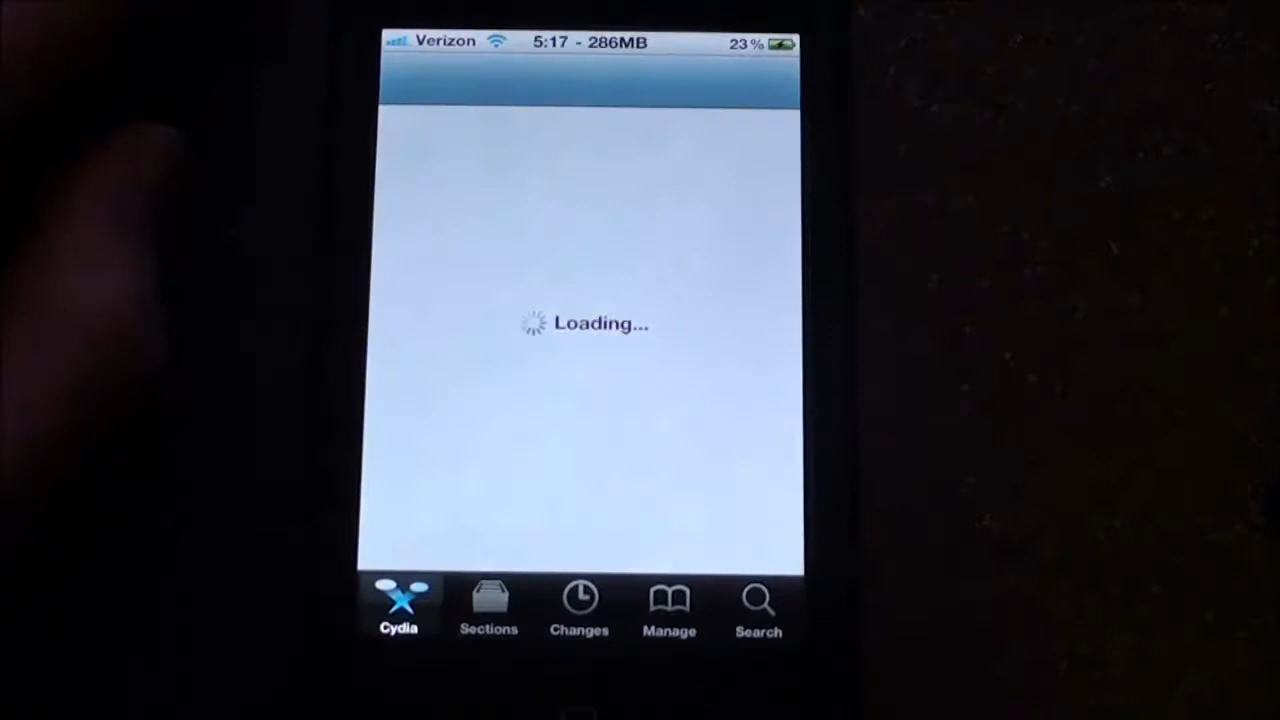 Verizon 5:17 - 286MB 23%
Loading...
Cydia Sections Changes Manage Search